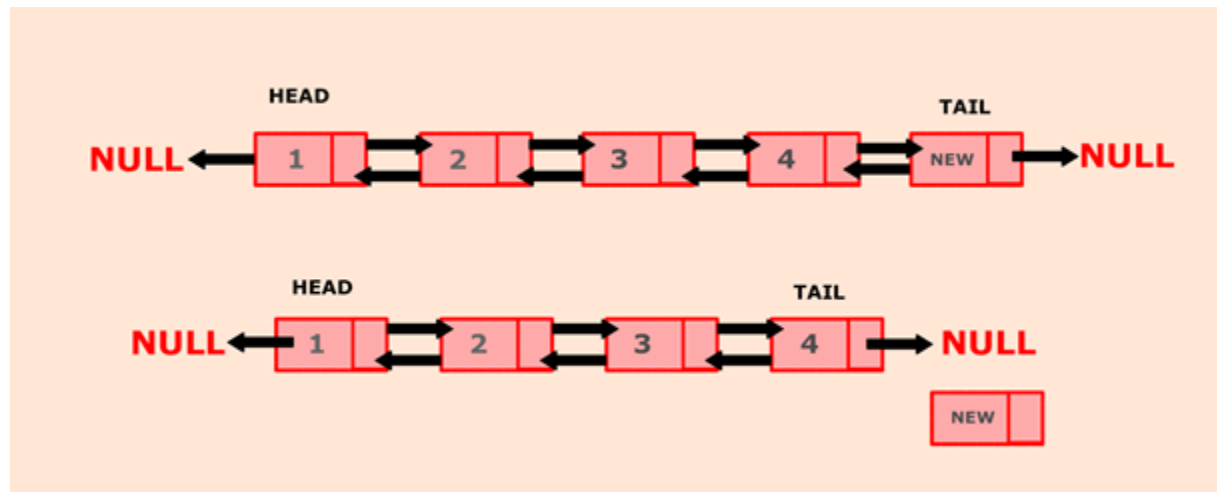 HEAD
TAIL
NULL 1 2 3 4 NEW NULL
HEAD
TAIL
NULL 1 2 3 4 NULL
NEW